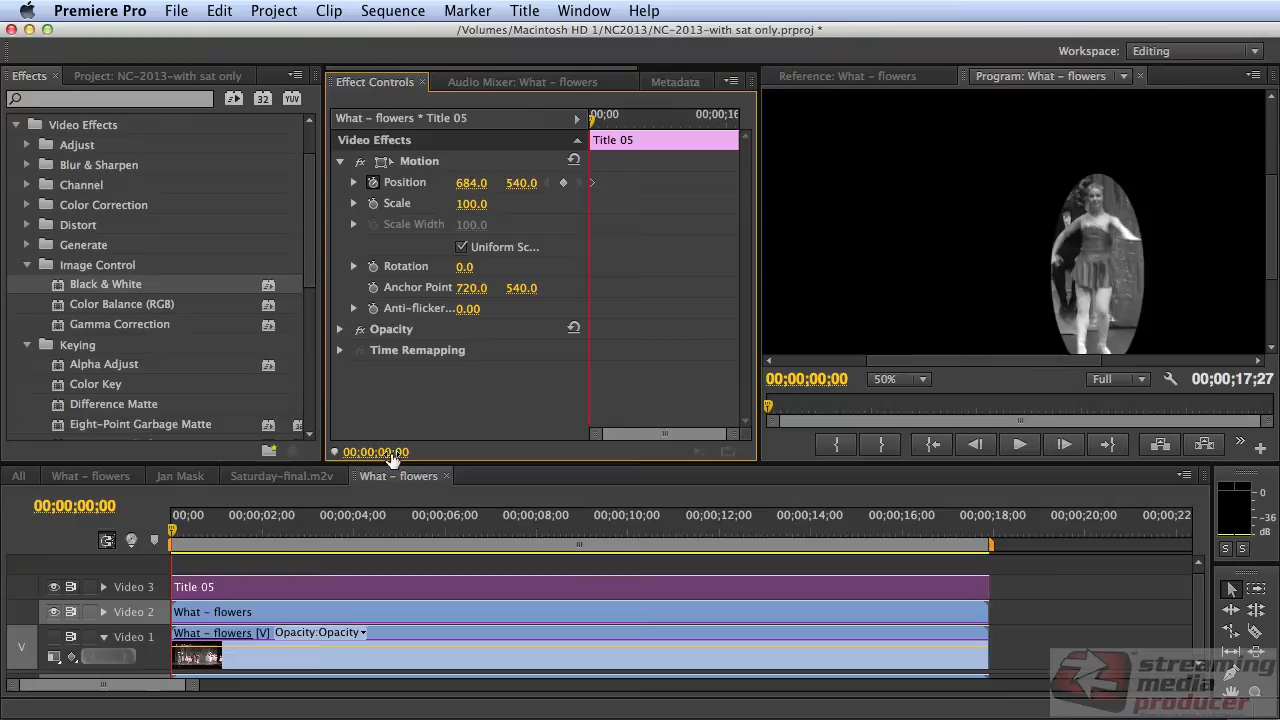 Premiere Pro File Edit Project Clip Sequence Marker Title Window Help
/Volumes/Macintosh HD 1/NC2013/NC-2013-with sat only.prproj *
Workspace: Editing
Effects Project: NC-2013-with sat only
Effect Controls Audio Mixer: What - flowers Metadata
Reference: What - flowers Program: What - flowers
32 YUV
Video Effects
Adjust
Blur & Sharpen
Channel
Color Correction
Distort
Generate
Image Control
Black & White
Color Balance (RGB)
Gamma Correction
Keying
Alpha Adjust
Color Key
Difference Matte
Eight-Point Garbage Matte
What - flowers * Title 05
00;00 00;00;16
Video Effects
Title 05
Motion
Position 684.0 540.0
Scale 100.0
Scale Width 100.0
Uniform Sc...
Rotation 0.0
Anchor Point 720.0 540.0
Anti-flicker... 0.00
Opacity
Time Remapping
00;00;00;00
00;00;00;00 50% Full 00;00;17;27
All What - flowers Jan Mask Saturday-final.m2v What - flowers
00;00;00;00
00;00 00;00;02;00 00;00;04;00 00;00;06;00 00;00;08;00 00;00;10;00 00;00;12;00 00;00;14;00 00;00;16;00 00;00;18;00 00;00;20;00 00;00;22
Video 3 Title 05
Video 2 What - flowers
V Video 1 What - flowers [V] Opacity:Opacity
0
-36
dB
S S
streaming
media
producer